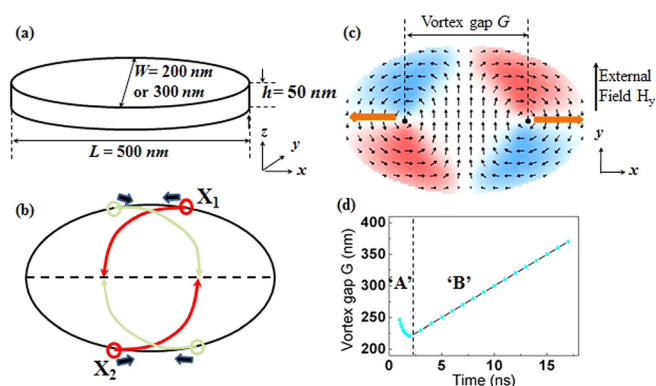 (a)
W= 200 nm
or 300 nm
h= 50 nm
L = 500 nm
z
y
x
(b)
X1
X2
(c)
Vortex gap G
External
Field Hy
y
x
(d)
Vortex gap G (nm)
400
350
300
250
200
'A'
'B'
0
5
10
15
Time (ns)